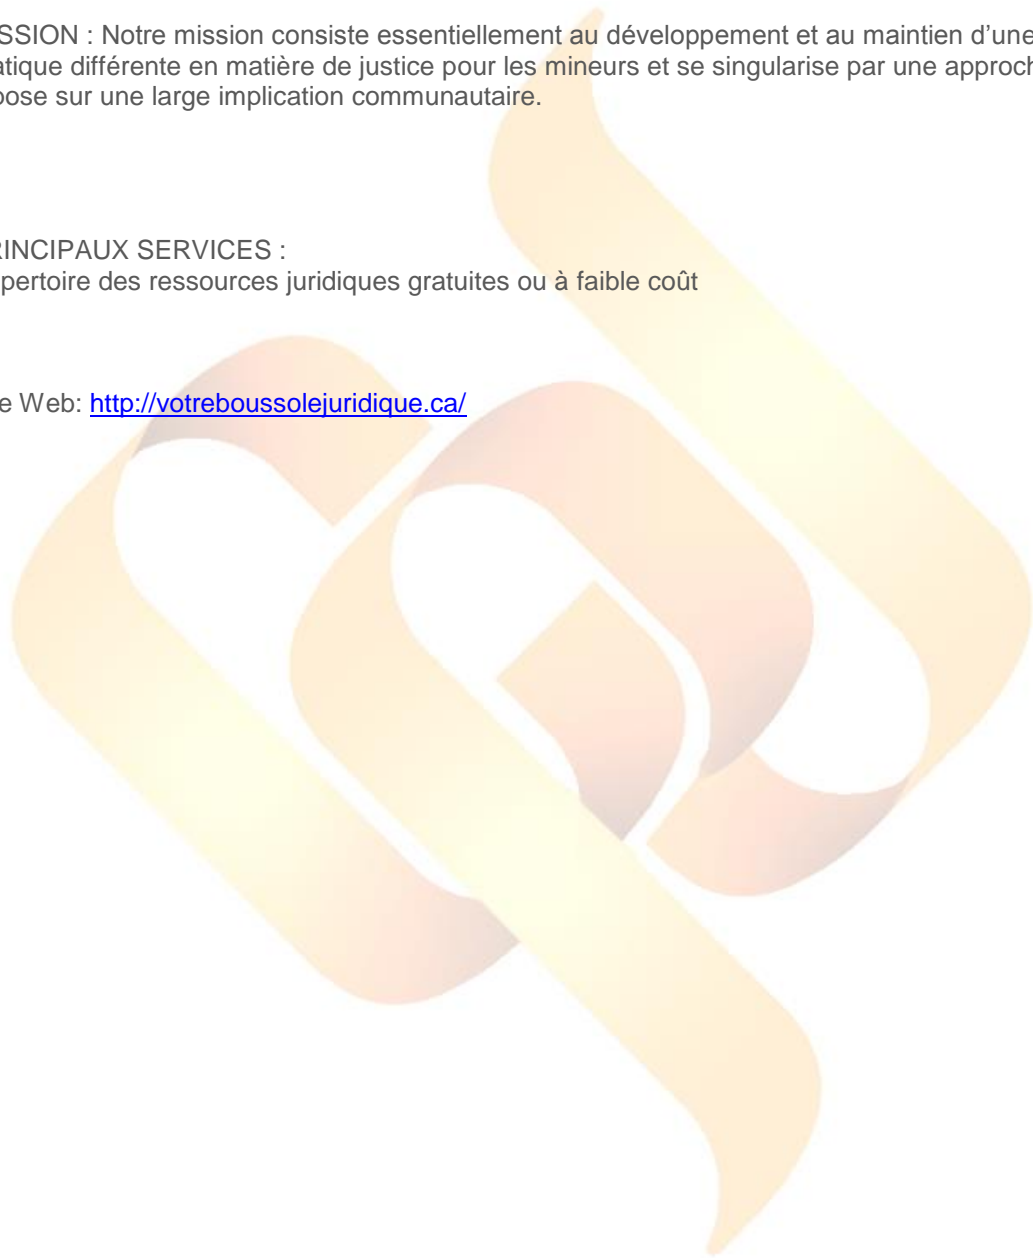 SSION : Notre mission consiste essentiellement au développement et au maintien d’une
atique différente en matière de justice pour les mineurs et se singularise par une approch
pose sur une large implication communautaire.
RINCIPAUX SERVICES :
pertoire des ressources juridiques gratuites ou à faible coût
e Web: http://votreboussolejuridique.ca/